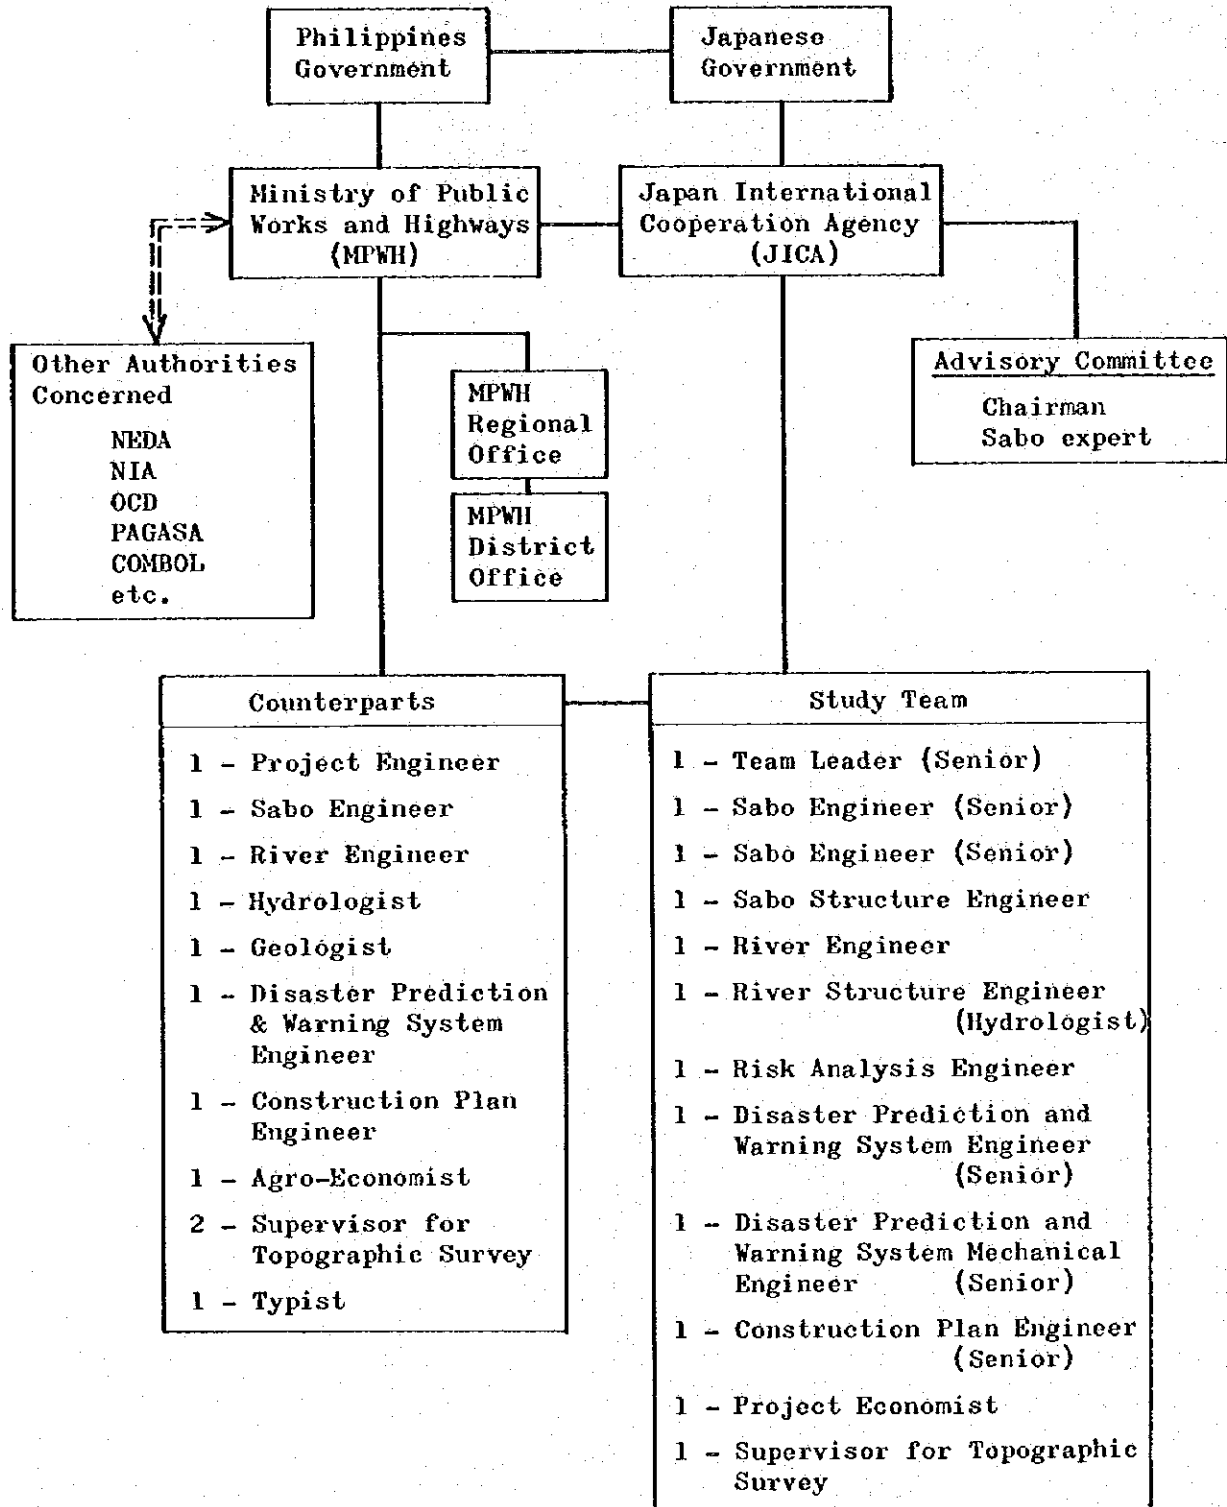 Philippines
Government
Japanese
Government
Ministry of Public
Works and Highways
(MPWH)
Japan International
Cooperation Agency
(JICA)
Other Authorities
Concerned
NEDA
NIA
OCD
PAGASA
COMBOL
etc.
MPWH
Regional
Office
MPWH
District
Office
Advisory Committee
Chairman
Sabo expert
Counterparts
1 - Project Engineer
1 - Sabo Engineer
1 - River Engineer
1 - Hydrologist
1 - Geologist
1 - Disaster Prediction
& Warning System
Engineer
1 - Construction Plan
Engineer
1 - Agro-Economist
2 - Supervisor for
Topographic Survey
1 - Typist
Study Team
1 - Team Leader (Senior)
1 - Sabo Engineer (Senior)
1 - Sabo Engineer (Senior)
1 - Sabo Structure Engineer
1 - River Engineer
1 - River Structure Engineer
(Hydrologist)
1 - Risk Analysis Engineer
1 - Disaster Prediction and
Warning System Engineer
(Senior)
1 - Disaster Prediction and
Warning System Mechanical
Engineer (Senior)
1 - Construction Plan Engineer
(Senior)
1 - Project Economist
1 - Supervisor for Topographic
Survey